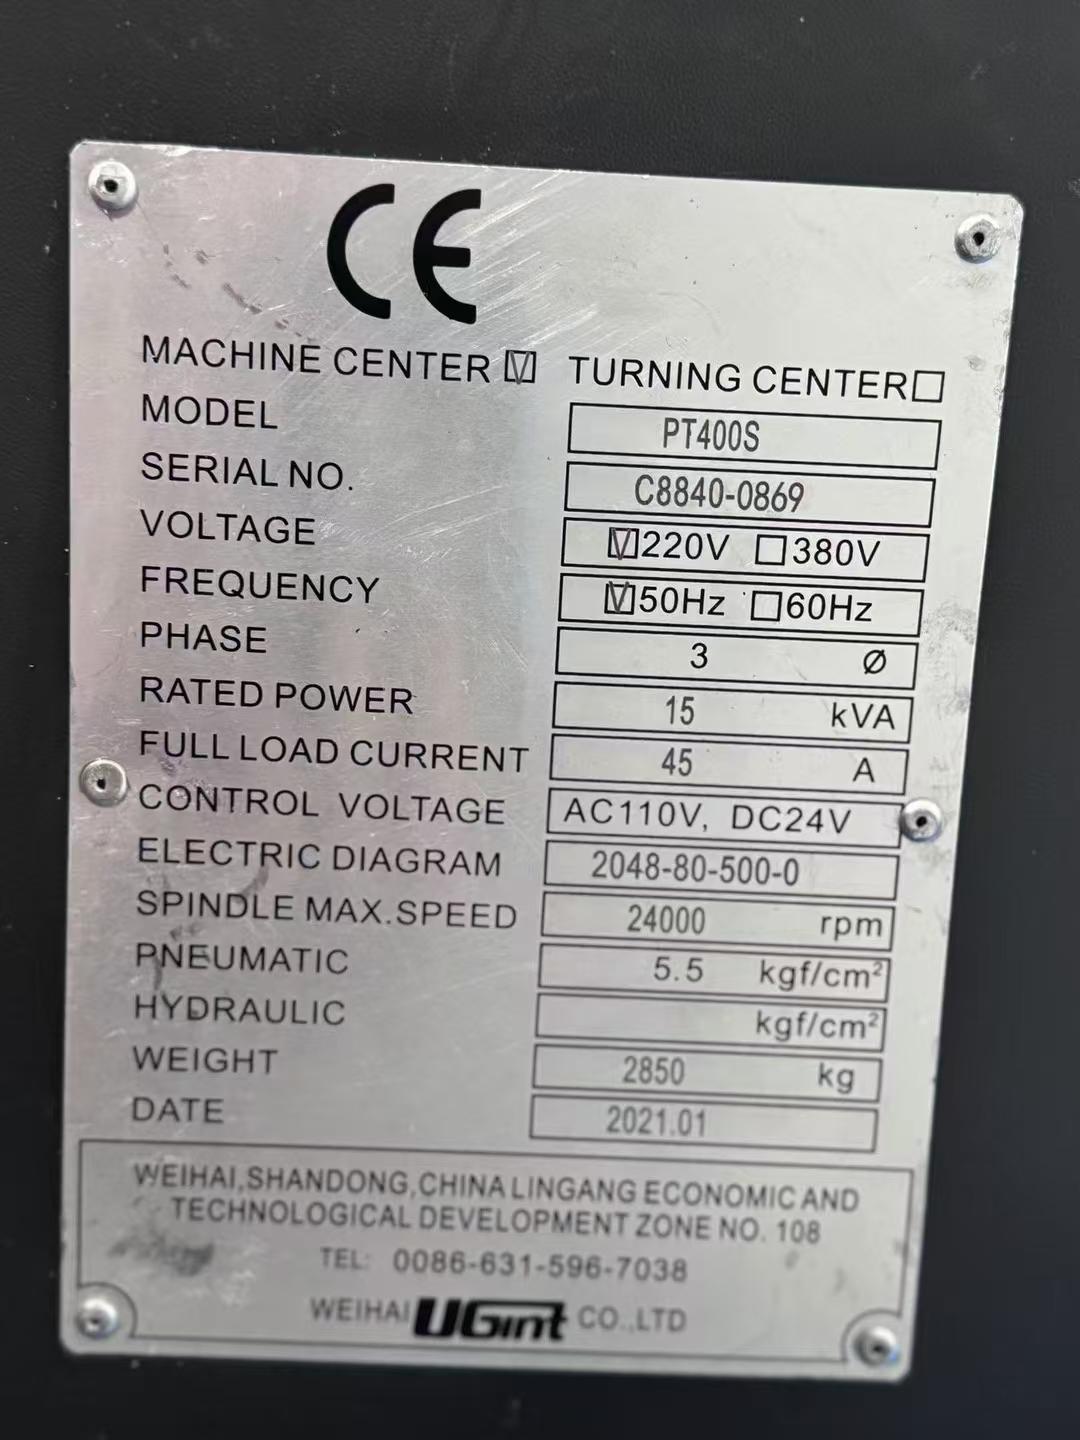 CE
MACHINE CENTER ☑ TURNING CENTER ☐
MODEL PT400S
SERIAL NO. C8840-0869
VOLTAGE ☑220V ☐380V
FREQUENCY ☑50Hz ☐60Hz
PHASE 3 Ø
RATED POWER 15 kVA
FULL LOAD CURRENT 45 A
CONTROL VOLTAGE AC110V, DC24V
ELECTRIC DIAGRAM 2048-80-500-0
SPINDLE MAX.SPEED 24000 rpm
PNEUMATIC 5.5 kgf/cm²
HYDRAULIC kgf/cm²
WEIGHT 2850 kg
DATE 2021.01
WEIHAI,SHANDONG,CHINA LINGANG ECONOMIC AND
TECHNOLOGICAL DEVELOPMENT ZONE NO. 108
TEL: 0086-631-596-7038
WEIHAI UGint CO.,LTD